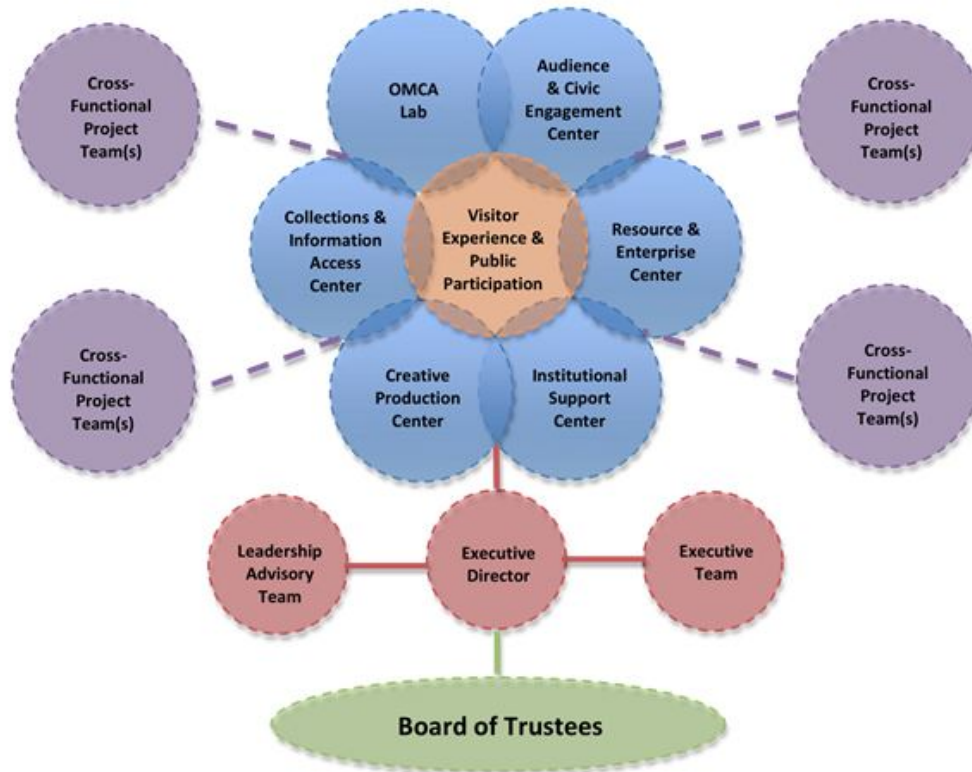 Cross-
Functional
Project
Team(s)
OMCA
Lab
Audience
& Civic
Engagement
Center
Cross-
Functional
Project
Team(s)
Collections &
Information
Access
Center
Visitor
Experience &
Public
Participation
Resource &
Enterprise
Center
Cross-
Functional
Project
Team(s)
Creative
Production
Center
Institutional
Support
Center
Cross-
Functional
Project
Team(s)
Leadership
Advisory
Team
Executive
Director
Executive
Team
Board of Trustees